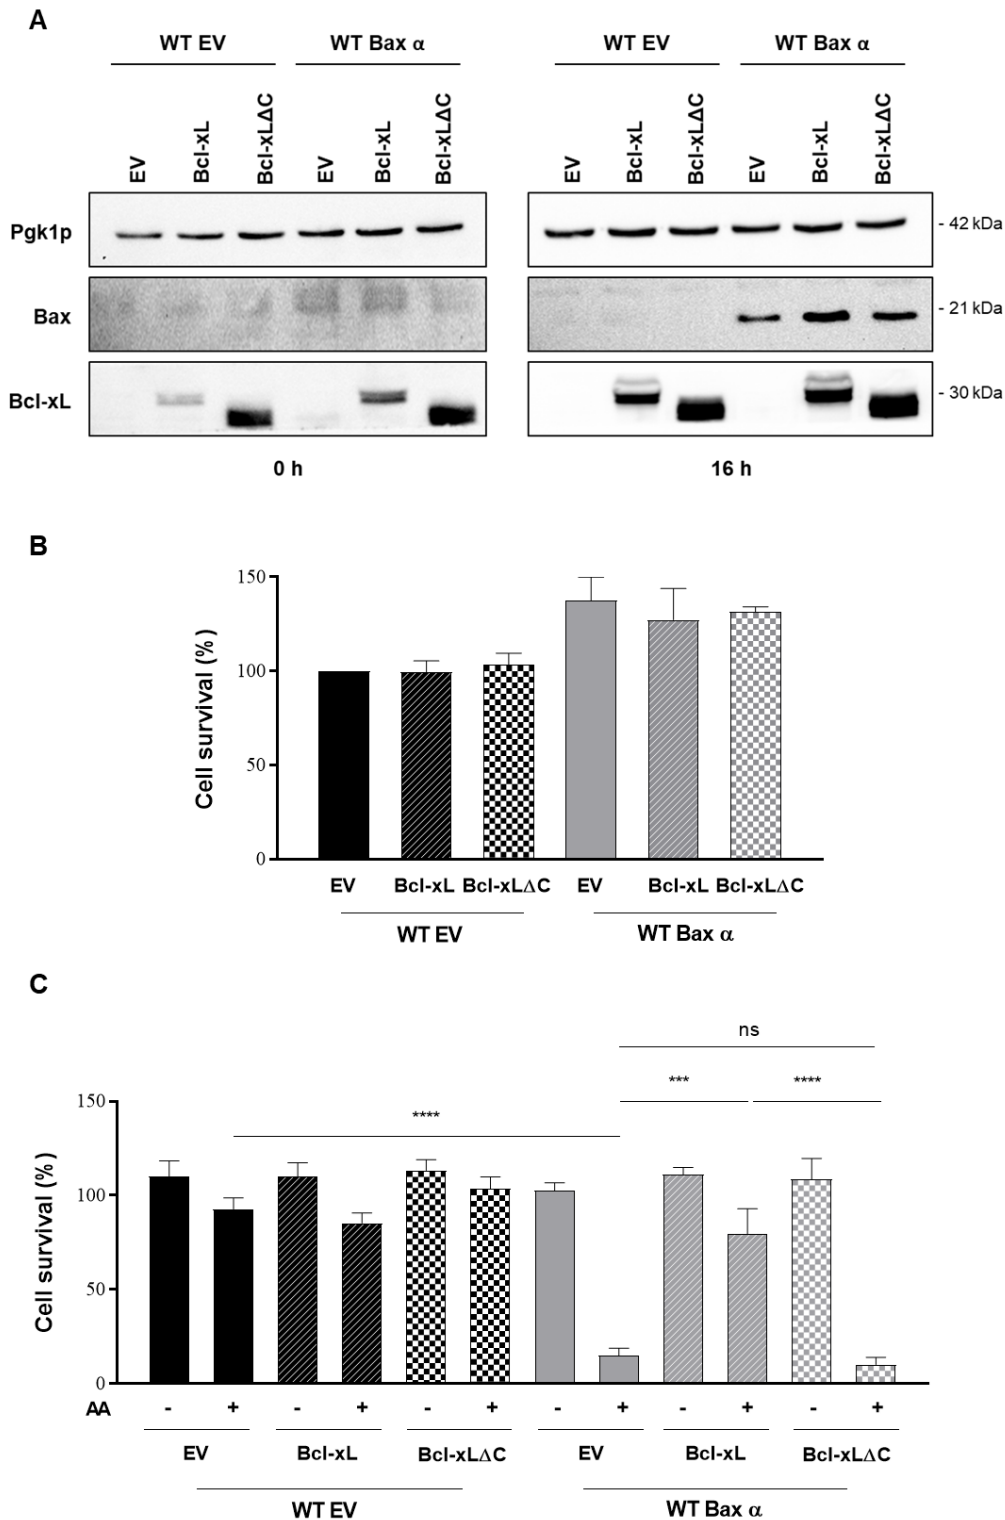 A
WT EV WT Bax α WT EV WT Bax α
EV Bcl-xL Bcl-xLΔC EV Bcl-xL Bcl-xLΔC EV Bcl-xL Bcl-xLΔC EV Bcl-xL Bcl-xLΔC
Pgk1p - 42 kDa
Bax - 21 kDa
Bcl-xL - 30 kDa
0 h 16 h
B
Cell survival (%)
150
100
50
0
EV Bcl-xL Bcl-xLΔC EV Bcl-xL Bcl-xLΔC
WT EV WT Bax α
C
ns
*** ****
****
Cell survival (%)
150
100
50
0
AA - + - + - + - + - + - +
EV Bcl-xL Bcl-xLΔC EV Bcl-xL Bcl-xLΔC
WT EV WT Bax α